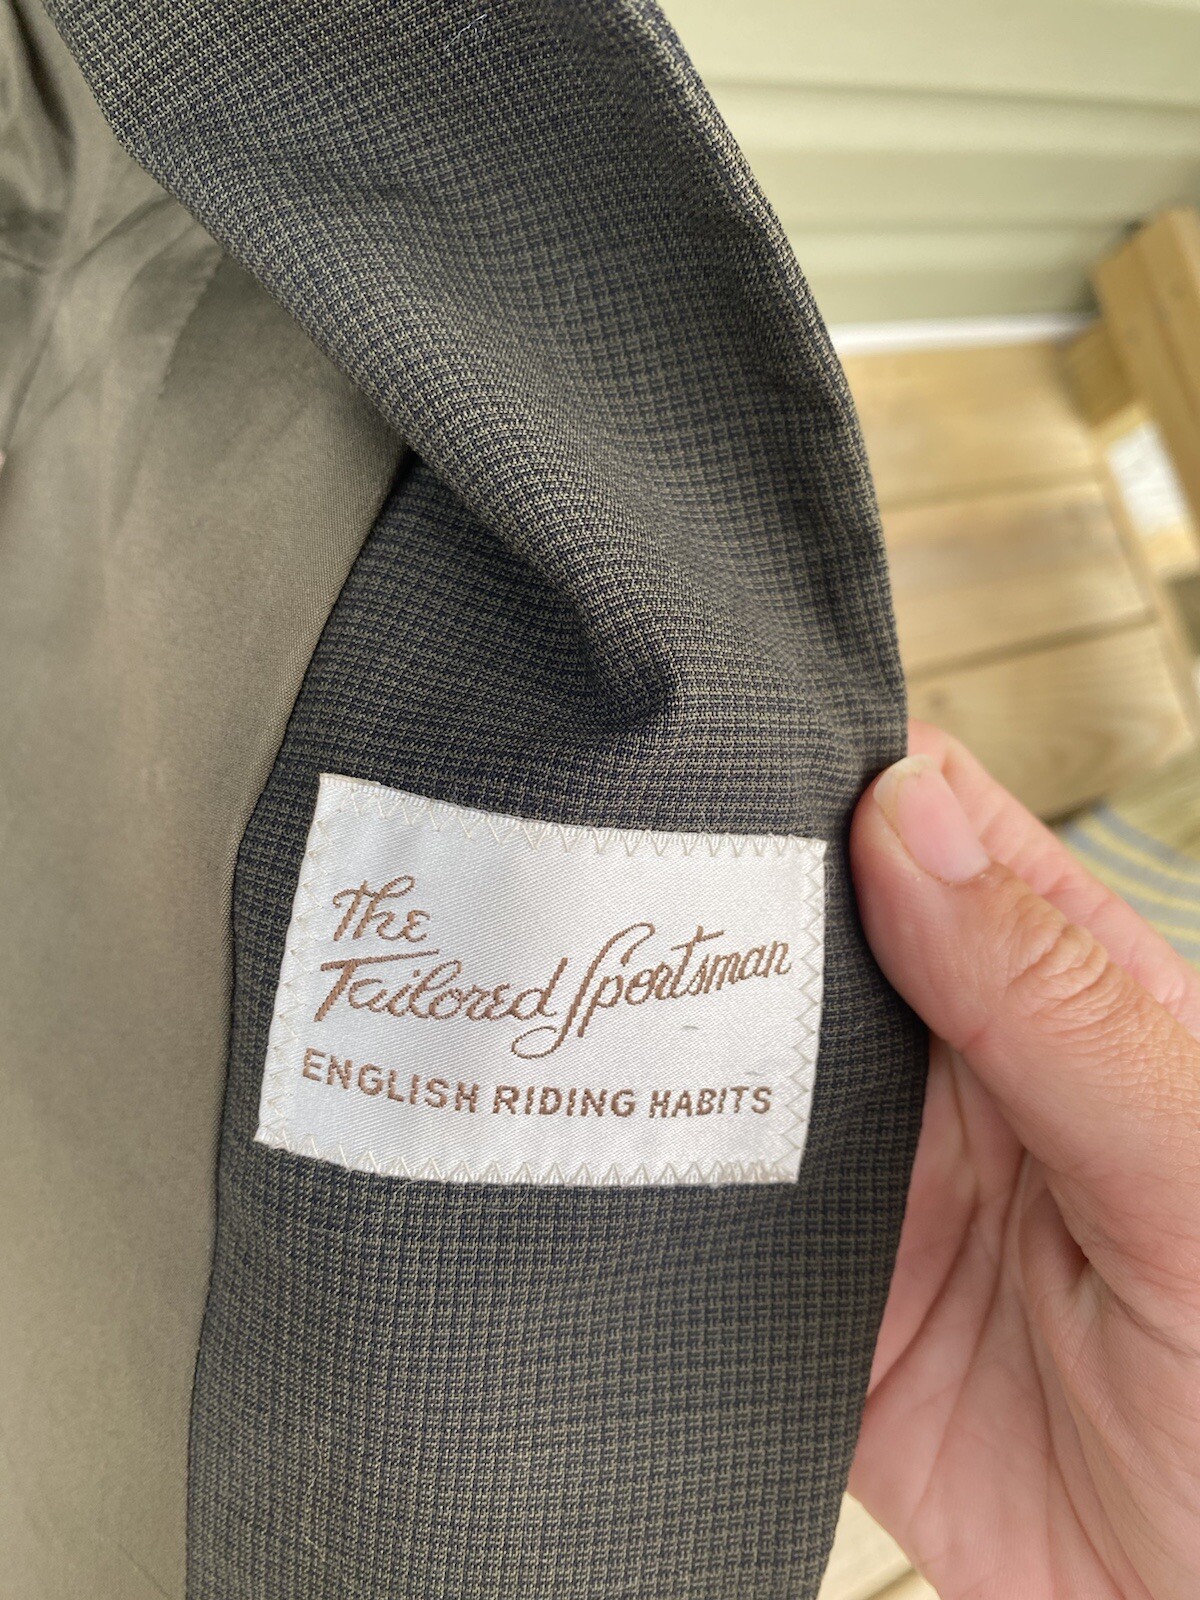 The
Tailored Sportsman
ENGLISH RIDING HABITS